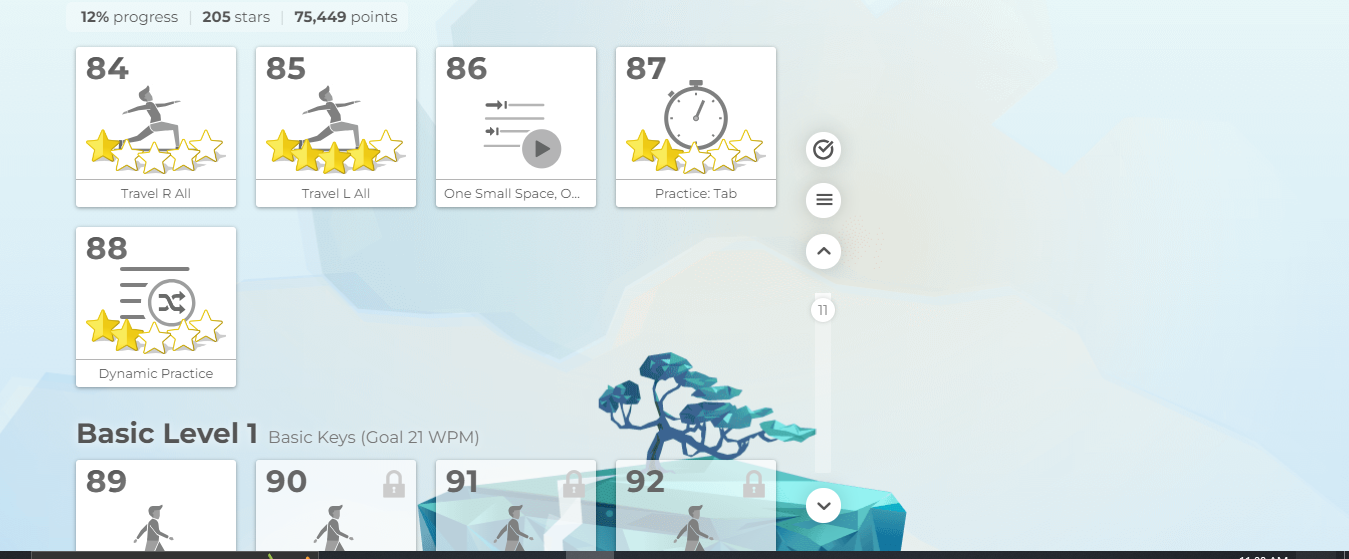 12% progress | 205 stars | 75,449 points
84
85
86
87
Travel R All
Travel L All
One Small Space, O...
Practice: Tab
11
88
Dynamic Practice
Basic Level 1 Basic Keys (Goal 21 WPM)
89
90
91
92